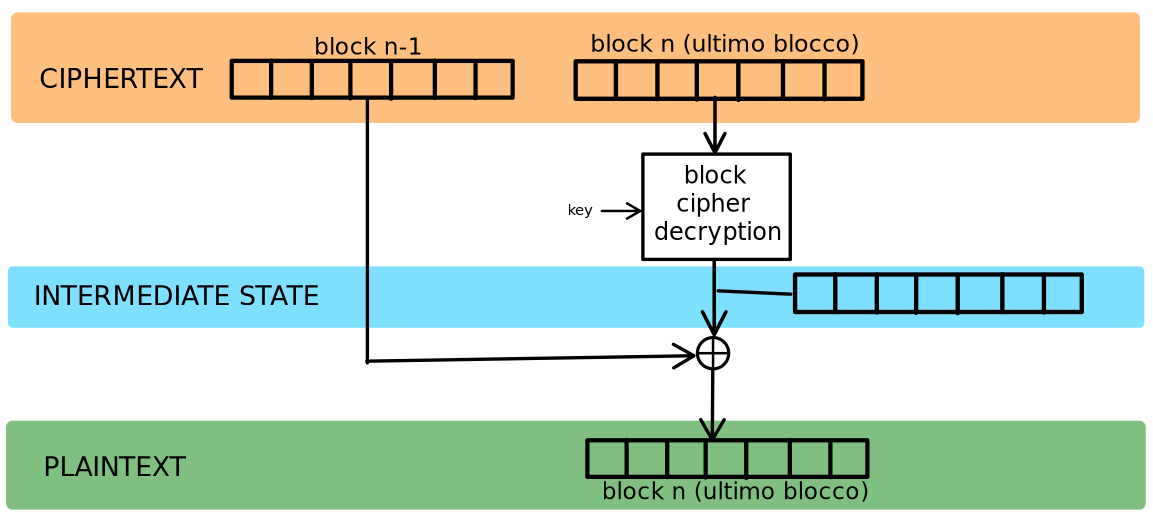 block n-1
block n (ultimo blocco)
CIPHERTEXT
block
cipher
decryption
key
INTERMEDIATE STATE
PLAINTEXT
block n (ultimo blocco)